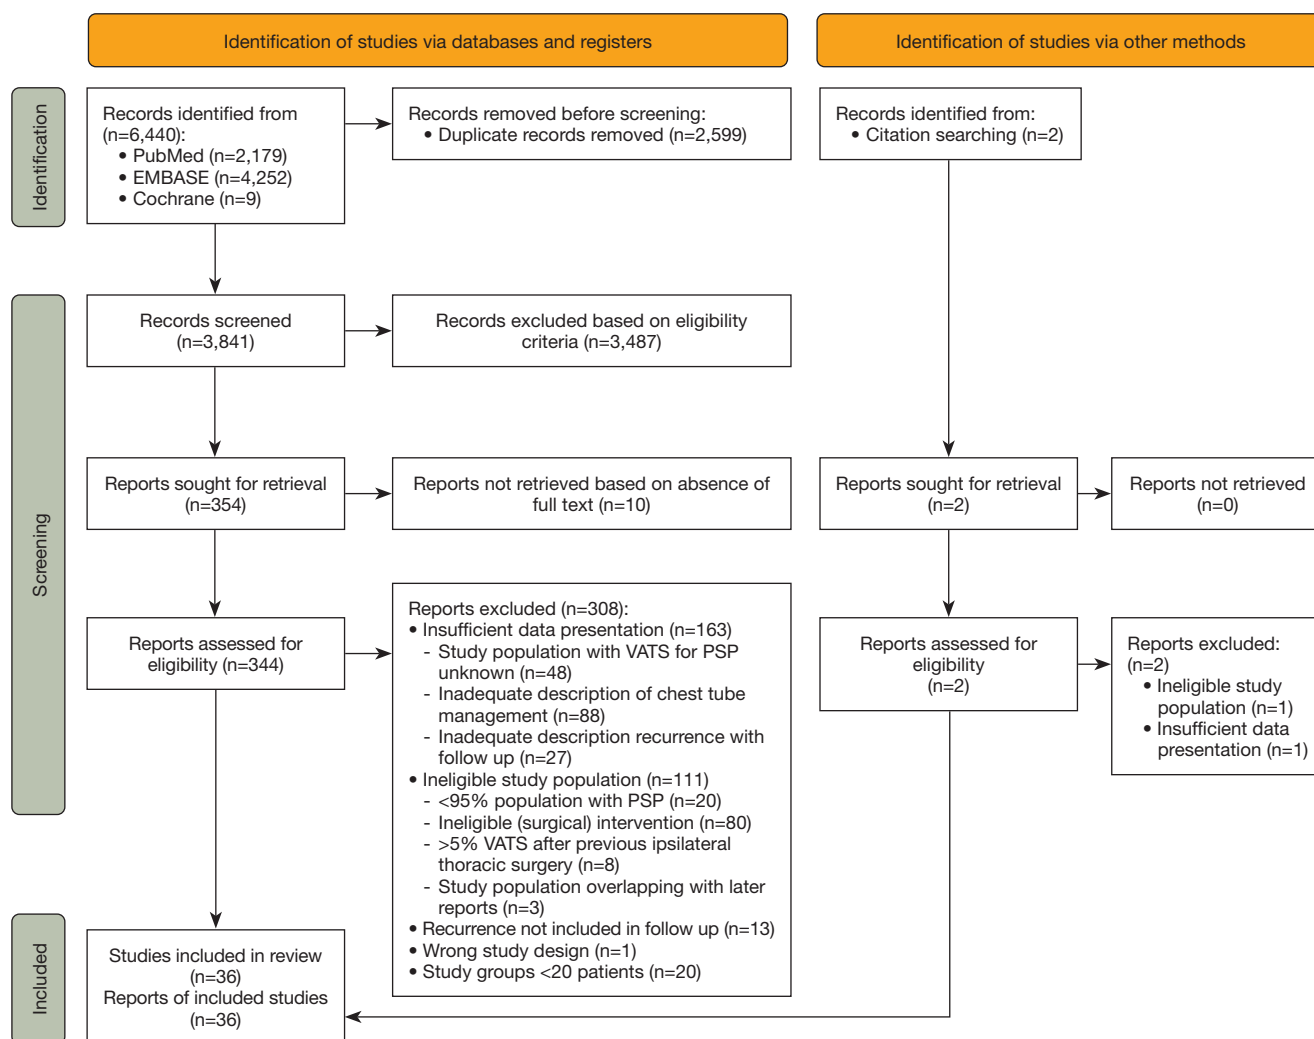 Identification of studies via databases and registers
Identification of studies via other methods
Identification
Records identified from
(n=6,440):
• PubMed (n=2,179)
• EMBASE (n=4,252)
• Cochrane (n=9)
Records removed before screening:
• Duplicate records removed (n=2,599)
Records identified from:
• Citation searching (n=2)
Screening
Records screened
(n=3,841)
Records excluded based on eligibility
criteria (n=3,487)
Reports sought for retrieval
(n=354)
Reports not retrieved based on absence of
full text (n=10)
Reports sought for retrieval
(n=2)
Reports not retrieved
(n=0)
Reports assessed for
eligibility (n=344)
Reports excluded (n=308):
• Insufficient data presentation (n=163)
- Study population with VATS for PSP
unknown (n=48)
- Inadequate description of chest tube
management (n=88)
- Inadequate description recurrence with
follow up (n=27)
• Ineligible study population (n=111)
- <95% population with PSP (n=20)
- Ineligible (surgical) intervention (n=80)
- >5% VATS after previous ipsilateral
thoracic surgery (n=8)
- Study population overlapping with later
reports (n=3)
• Recurrence not included in follow up (n=13)
• Wrong study design (n=1)
• Study groups <20 patients (n=20)
Reports assessed for
eligibility
(n=2)
Reports excluded:
(n=2)
• Ineligible study
population (n=1)
• Insufficient data
presentation (n=1)
Included
Studies included in review
(n=36)
Reports of included studies
(n=36)